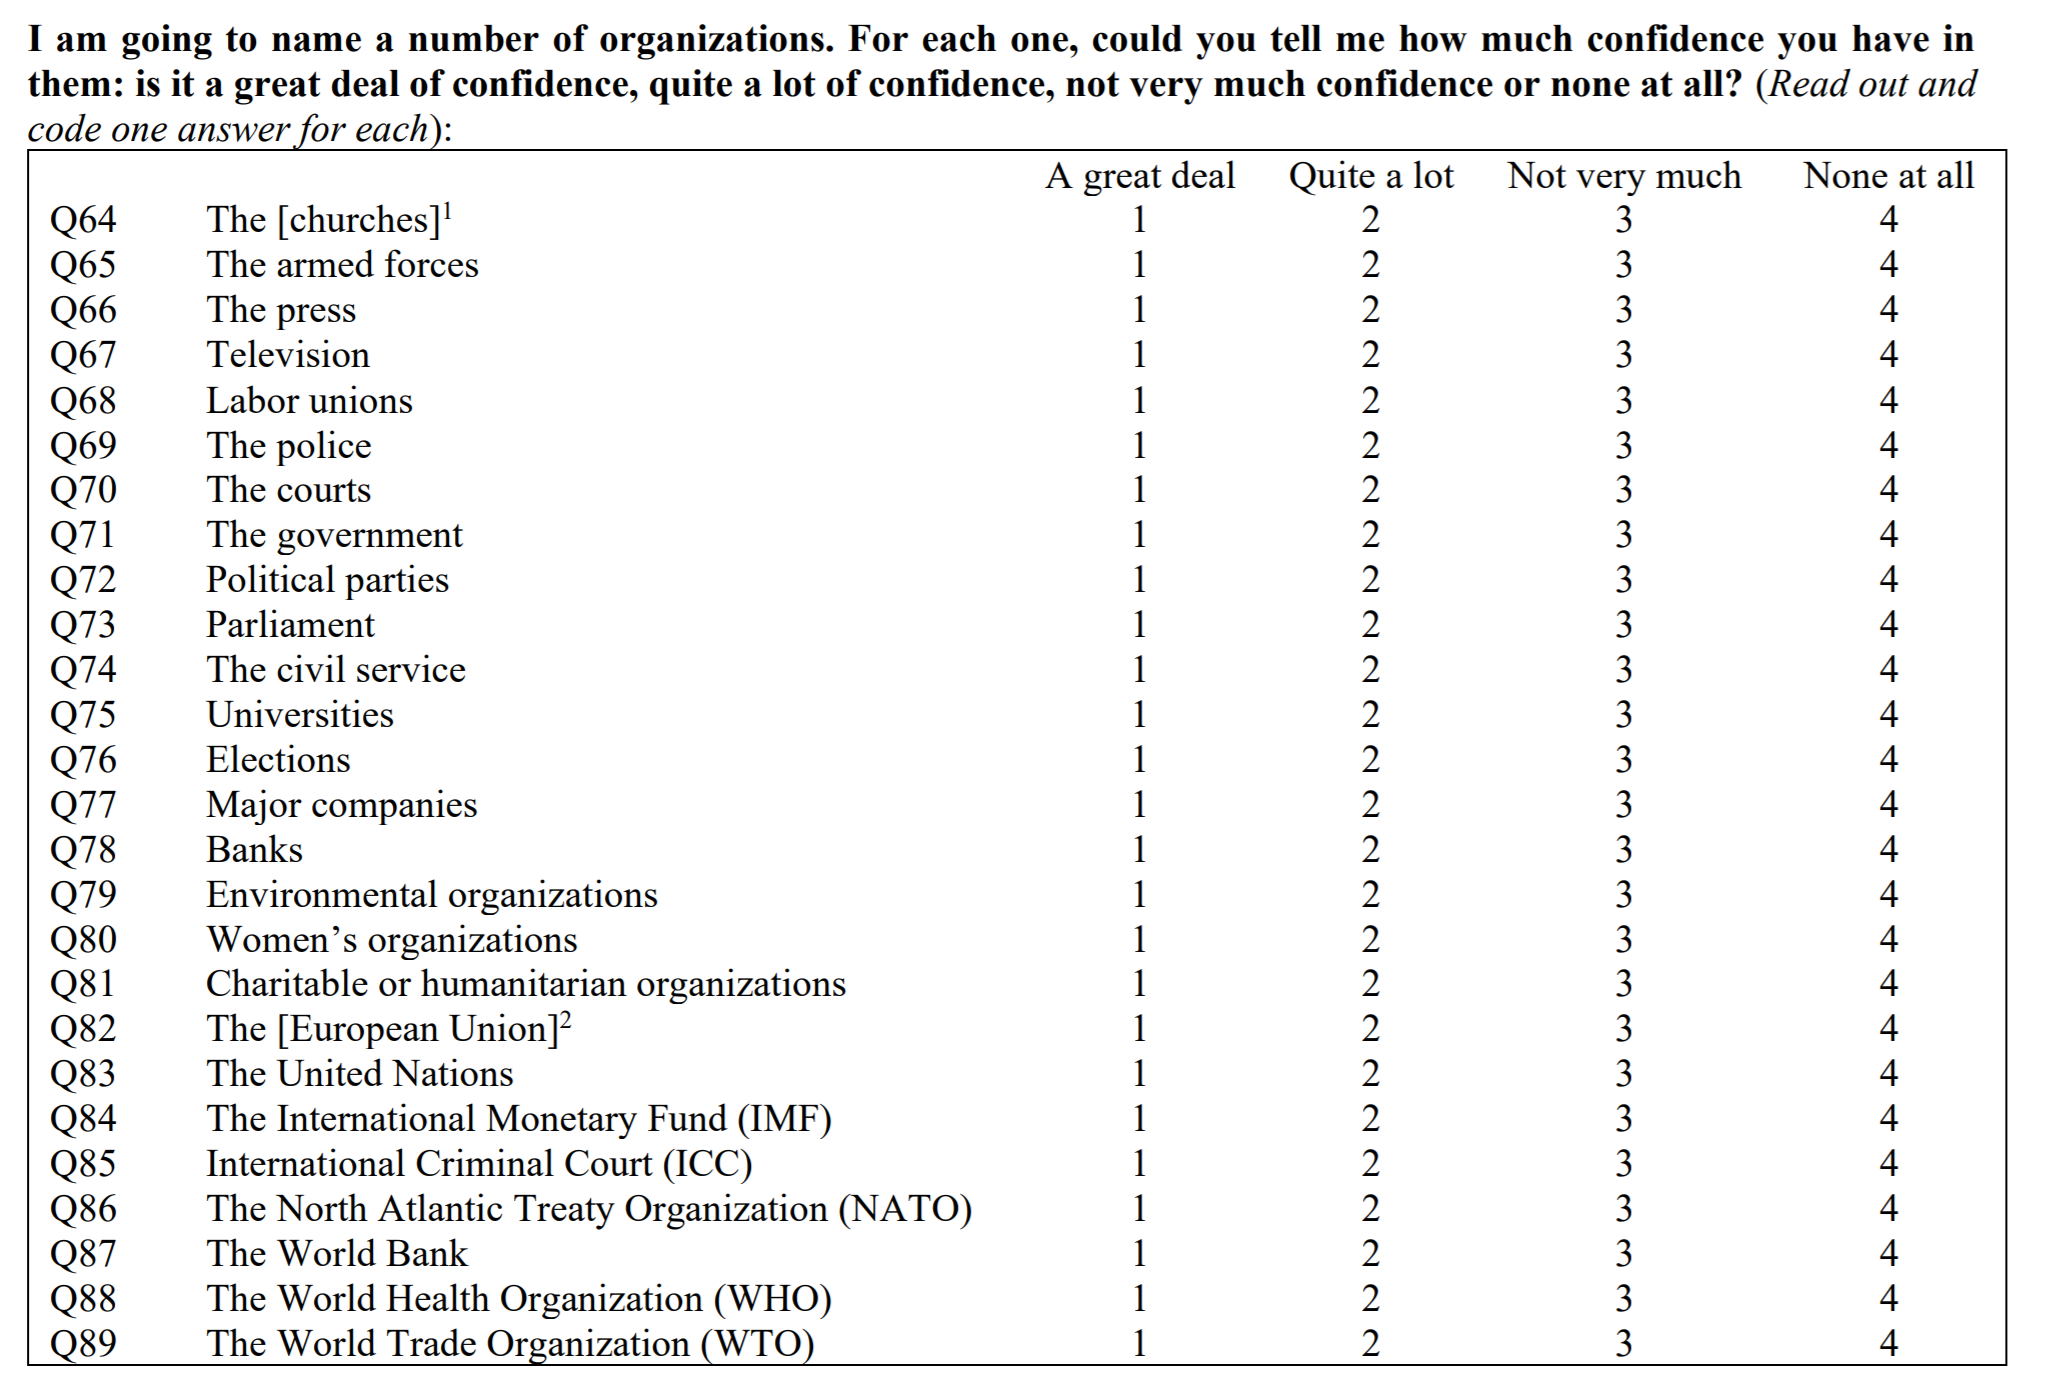 I am going to name a number of organizations. For each one, could you tell me how much confidence you have in
them: is it a great deal of confidence, quite a lot of confidence, not very much confidence or none at all? (Read out and
code one answer for each):
A great deal Quite a lot Not very much None at all
Q64 The [churches]¹ 1 2 3 4
Q65 The armed forces 1 2 3 4
Q66 The press 1 2 3 4
Q67 Television 1 2 3 4
Q68 Labor unions 1 2 3 4
Q69 The police 1 2 3 4
Q70 The courts 1 2 3 4
Q71 The government 1 2 3 4
Q72 Political parties 1 2 3 4
Q73 Parliament 1 2 3 4
Q74 The civil service 1 2 3 4
Q75 Universities 1 2 3 4
Q76 Elections 1 2 3 4
Q77 Major companies 1 2 3 4
Q78 Banks 1 2 3 4
Q79 Environmental organizations 1 2 3 4
Q80 Women’s organizations 1 2 3 4
Q81 Charitable or humanitarian organizations 1 2 3 4
Q82 The [European Union]² 1 2 3 4
Q83 The United Nations 1 2 3 4
Q84 The International Monetary Fund (IMF) 1 2 3 4
Q85 International Criminal Court (ICC) 1 2 3 4
Q86 The North Atlantic Treaty Organization (NATO) 1 2 3 4
Q87 The World Bank 1 2 3 4
Q88 The World Health Organization (WHO) 1 2 3 4
Q89 The World Trade Organization (WTO) 1 2 3 4